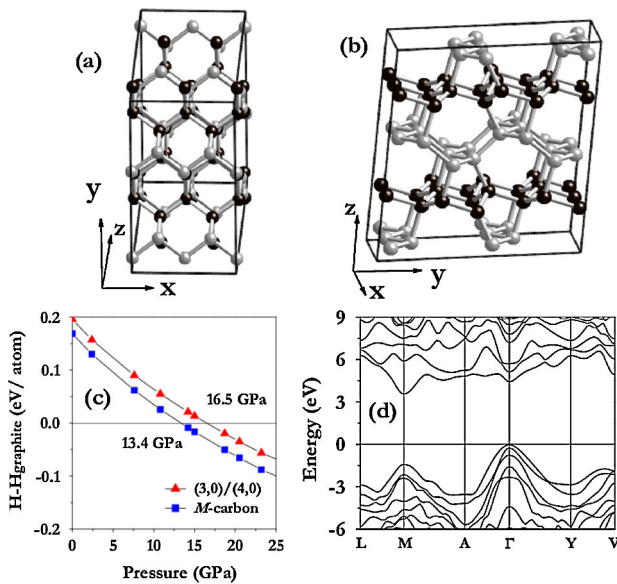 (a)
y
z
x
(b)
z
x
y
H-Hgraphite (eV/ atom)
0.2
0.1
0.0
-0.1
-0.2
(c)
16.5 GPa
13.4 GPa
(3,0)/(4,0)
M-carbon
0 5 10 15 20 25
Pressure (GPa)
Energy (eV)
9
6
3
0
-3
-6
(d)
L M A Γ Y V